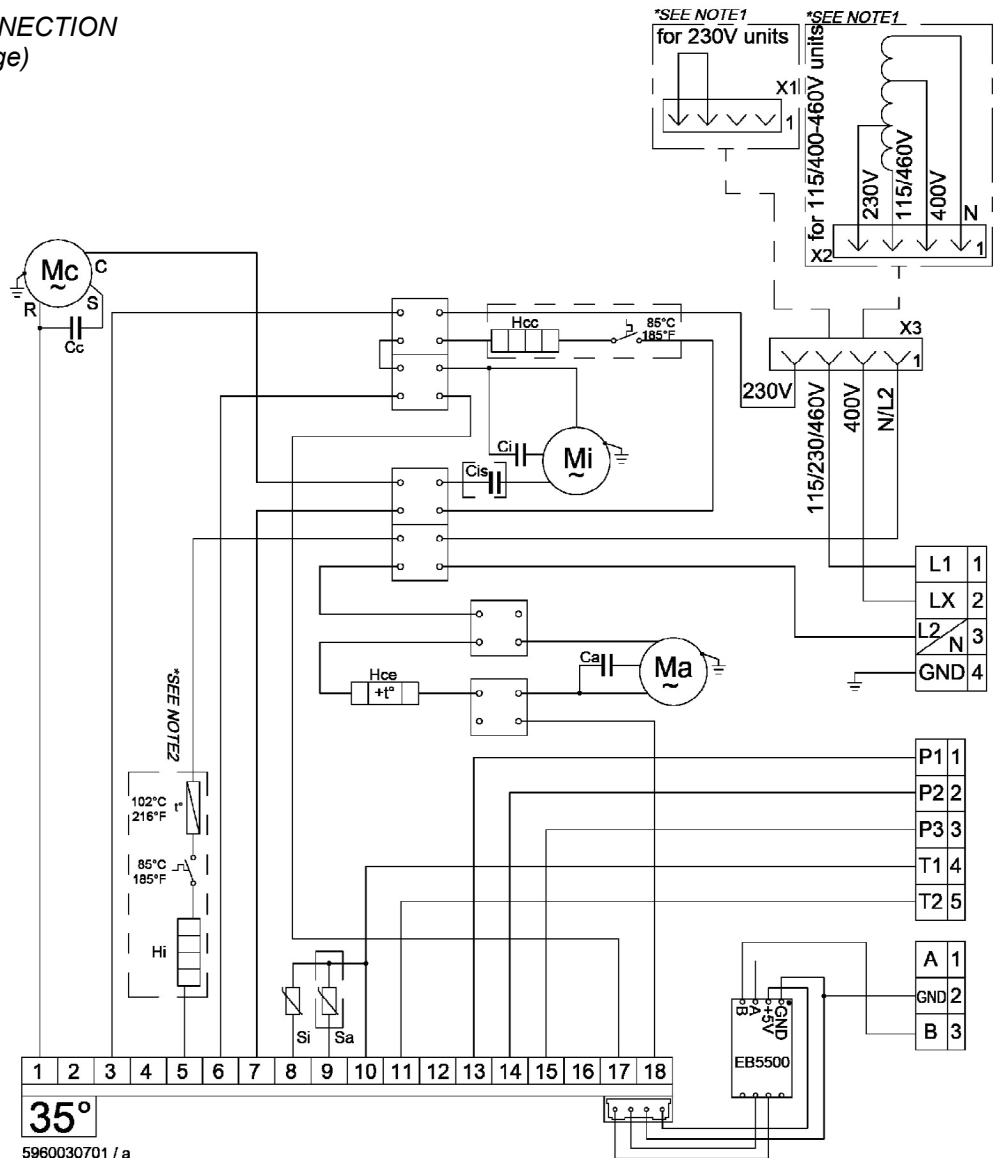 NECTION
ge)
*SEE NOTE1
for 230V units
X1
1
*SEE NOTE1
for 115/400-460V units
230V
115/460V
400V
N
X2
1
X3
1
230V
115/230/460V
400V
N/L2
Mc
~
C
R
S
Cc
Hcc
85°C
185°F
Ci
Mi
~
Cis
L1 1
LX 2
L2/N 3
GND 4
Ca
Ma
~
Hce
+t°
*SEE NOTE2
102°C
216°F
t°
85°C
185°F
Hi
P1 1
P2 2
P3 3
T1 4
T2 5
A 1
GND 2
B 3
Si
Sa
B
A
+5V
GND
EB5500
1 2 3 4 5 6 7 8 9 10 11 12 13 14 15 16 17 18
35°
5960030701 / a